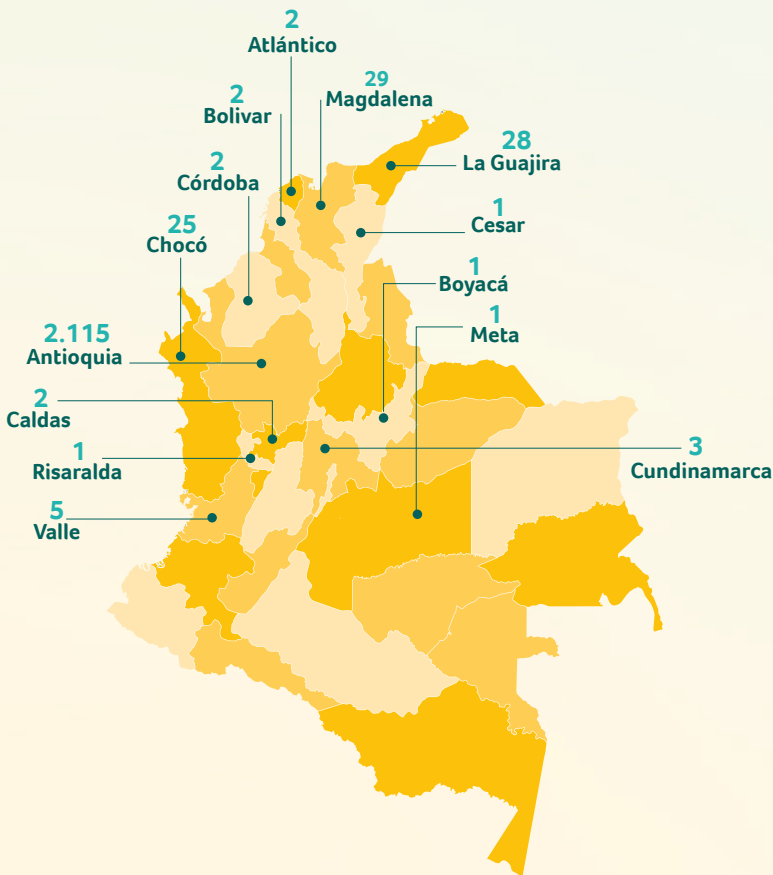 2
Atlántico
29
Magdalena
2
Bolivar
28
La Guajira
2
Córdoba
1
Cesar
25
Chocó
1
Boyacá
1
Meta
2.115
Antioquia
2
Caldas
1
Risaralda
3
Cundinamarca
5
Valle